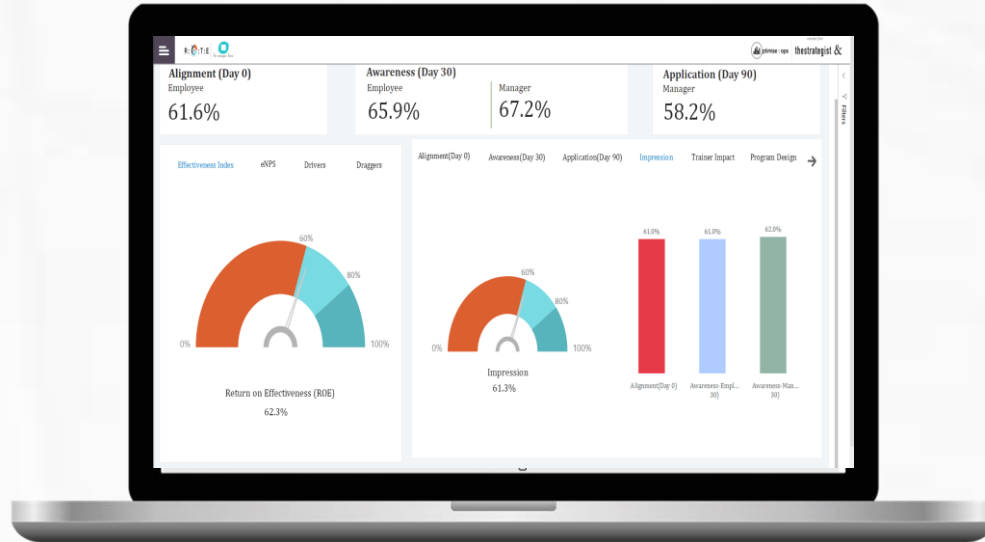 R:O:T:E
thestrategist &
Alignment (Day 0)
Employee
61.6%
Awareness (Day 30)
Employee
65.9%
Manager
67.2%
Application (Day 90)
Manager
58.2%
Filters
Effectiveness Index
eNPS
Drivers
Draggers
60%
80%
0%
100%
Return on Effectiveness (ROE)
62.3%
Alignment(Day 0)
Awareness(Day 30)
Application(Day 90)
Impression
Trainer Impact
Program Design
60%
80%
0%
100%
Impression
61.3%
61.0%
61.0%
62.0%
Alignment(Day 0)
Awareness-Empl...
30)
Awareness-Man...
30)